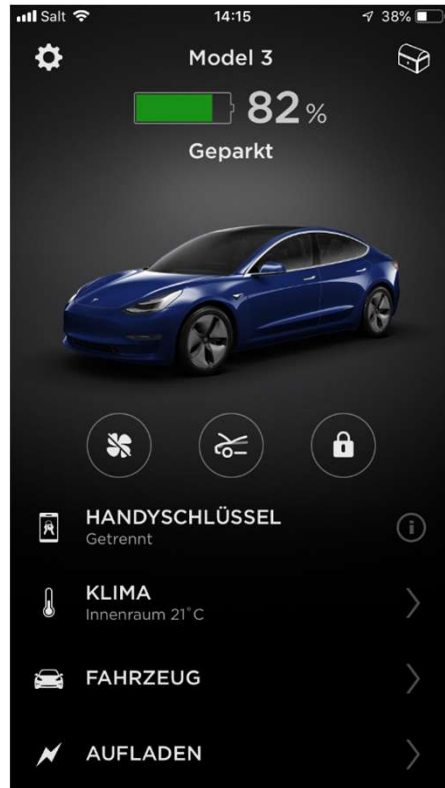 Salt 14:15 38%
Model 3
82%
Geparkt
HANDYSCHLÜSSEL
Getrennt
KLIMA
Innenraum 21°C
FAHRZEUG
AUFLADEN